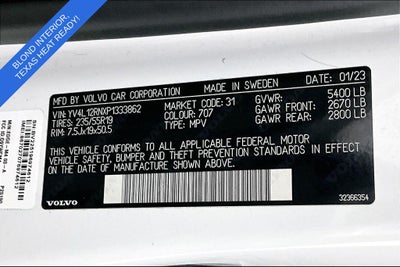 BLOND INTERIOR,
TEXAS HEAT READY!
MFD. BY VOLVO CAR CORPORATION MADE IN SWEDEN DATE: 01/23
VIN: YV4L12RNXP1333862 MARKET CODE: 31 GVWR: 5400 LB
TIRES: 235/55R19 COLOUR: 707 GAWR FRONT: 2670 LB
RIM: 7.5Jx19x50.5 TYPE: MPV GAWR REAR: 2800 LB
THIS VEHICLE CONFORMS TO ALL APPLICABLE FEDERAL MOTOR
VEHICLE SAFETY, BUMPER AND THEFT PREVENTION STANDARDS IN
EFFECT ON THE DATE OF MANUFACTURE SHOWN ABOVE.
VOLVO
32366354